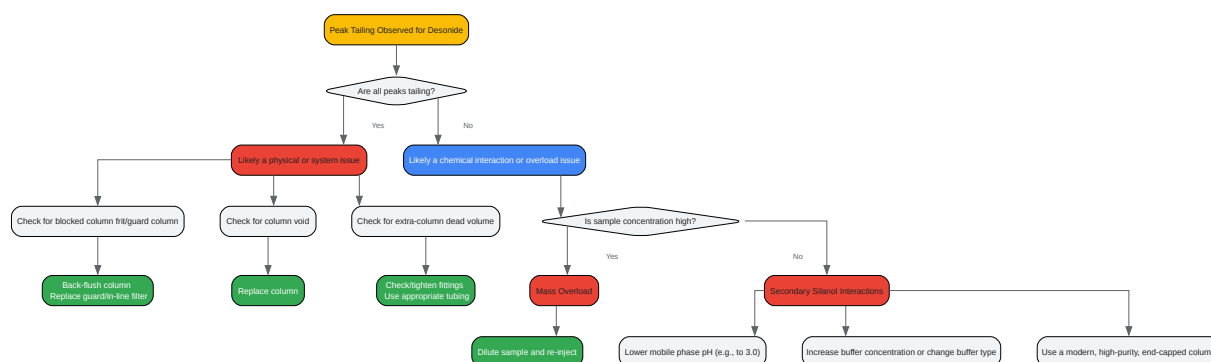 Peak Tailing Observed for Desonide
Are all peaks tailing?
Yes
No
Likely a physical or system issue
Likely a chemical interaction or overload issue
Check for blocked column frit/guard column
Check for column void
Check for extra-column dead volume
Is sample concentration high?
Yes
No
Back-flush column
Replace guard/in-line filter
Replace column
Check/tighten fittings
Use appropriate tubing
Mass Overload
Secondary Silanol Interactions
Dilute sample and re-inject
Lower mobile phase pH (e.g., to 3.0)
Increase buffer concentration or change buffer type
Use a modern, high-purity, end-capped colum